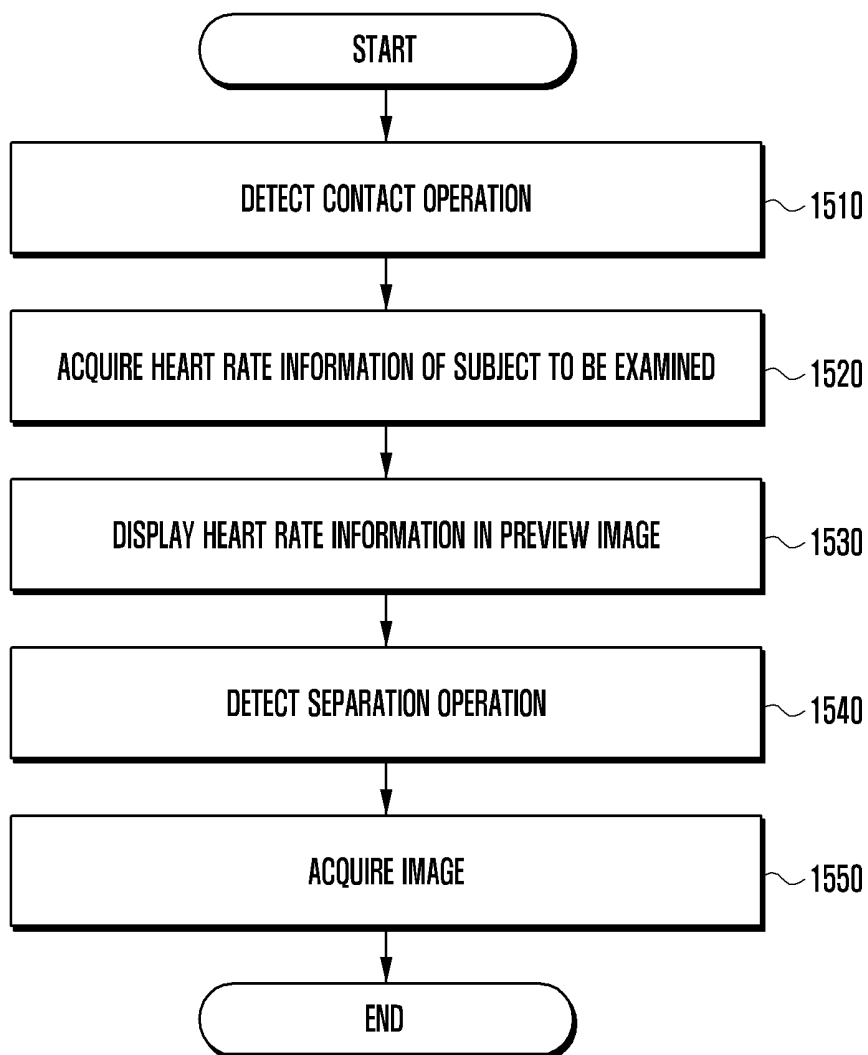 START
DETECT CONTACT OPERATION
1510
ACQUIRE HEART RATE INFORMATION OF SUBJECT TO BE EXAMINED
1520
DISPLAY HEART RATE INFORMATION IN PREVIEW IMAGE
1530
DETECT SEPARATION OPERATION
1540
ACQUIRE IMAGE
1550
END